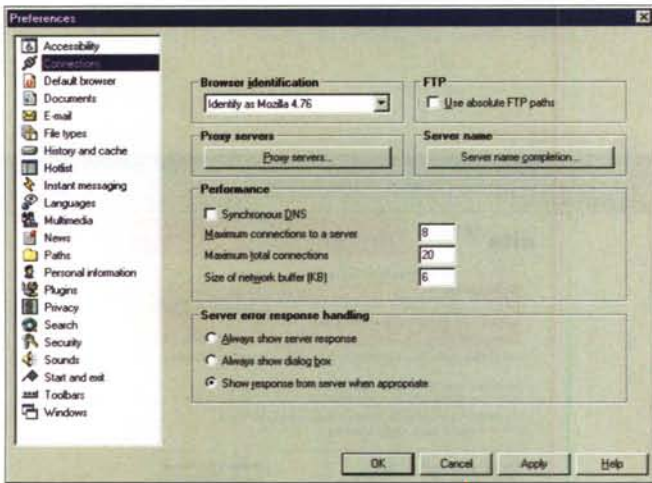 Preferences
Accessibility
Connections
Default browser
Documents
E-mail
File types
History and cache
Hotlist
Instant messaging
Languages
Multimedia
News
Paths
Personal information
Plugins
Privacy
Search
Security
Sounds
Start and exit
Toolbars
Windows
Browser identification
Identify as Mozilla 4.76
FTP
Use absolute FTP paths
Proxy servers
Proxy servers...
Server name
Server name completion...
Performance
Synchronous DNS
Maximum connections to a server 8
Maximum total connections 20
Size of network buffer [KB] 6
Server error response handling
Always show server response
Always show dialog box
Show response from server when appropriate
OK Cancel Apply Help